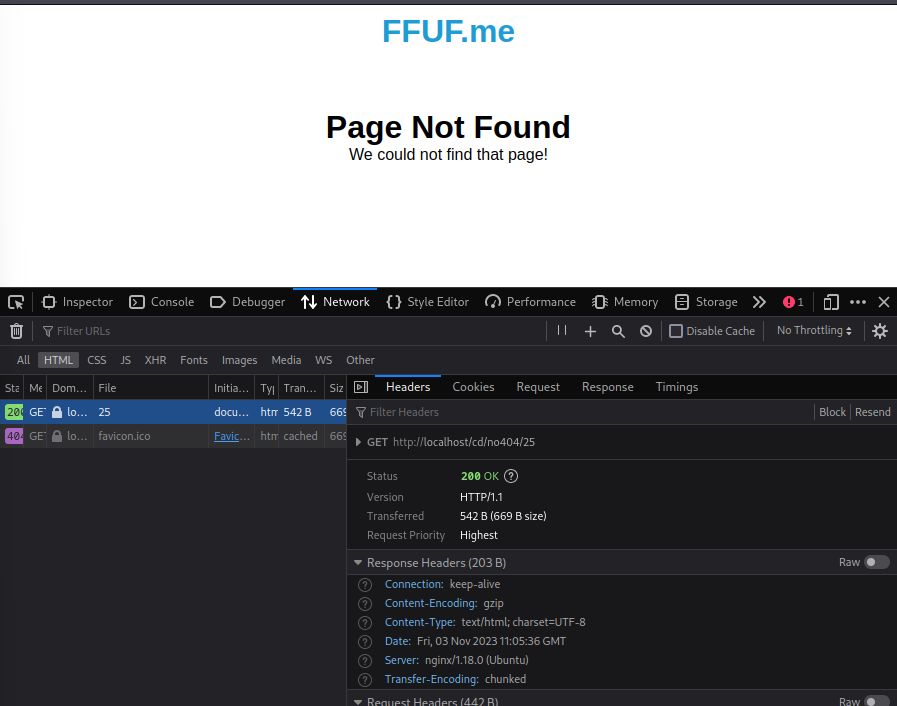 FFUF.me
Page Not Found
We could not find that page!
Inspector Console Debugger Network Style Editor Performance Memory Storage 1
Filter URLs Disable Cache No Throttling
All HTML CSS JS XHR Fonts Images Media WS Other
Sta Me Dom… File Initia… Ty Tran… Siz
200 GET lo… 25 docu… htm 542 B 669
404 GET lo… favicon.ico Favic… htm cached 669
Headers Cookies Request Response Timings
Filter Headers Block Resend
GET http://localhost/cd/no404/25
Status 200 OK
Version HTTP/1.1
Transferred 542 B (669 B size)
Request Priority Highest
Response Headers (203 B) Raw
Connection: keep-alive
Content-Encoding: gzip
Content-Type: text/html; charset=UTF-8
Date: Fri, 03 Nov 2023 11:05:36 GMT
Server: nginx/1.18.0 (Ubuntu)
Transfer-Encoding: chunked
Request Headers (442 B) Raw